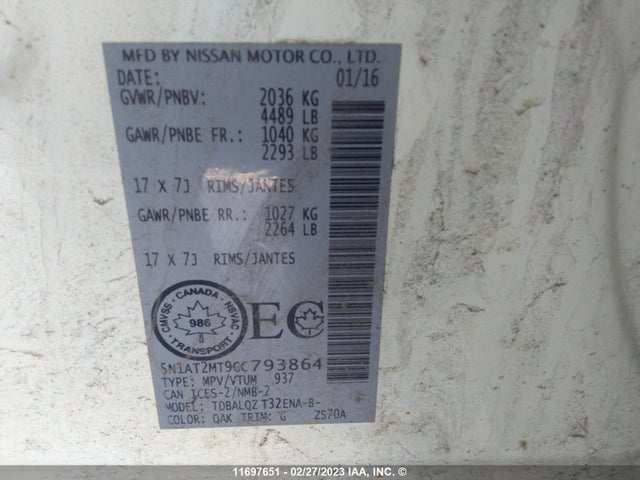 MFD BY NISSAN MOTOR CO., LTD.
DATE: 01/16
GVWR/PNBV: 2036 KG
4489 LB
GAWR/PNBE FR.: 1040 KG
2293 LB
17 X 7J RIMS/JANTES
GAWR/PNBE RR.: 1027 KG
2264 LB
17 X 7J RIMS/JANTES
CANADA
CMVSS NSVAC
986
TRANSPORT
EC
5N1AT2MT9GC793864
TYPE: MPV/VTUM 937
CAN ICES-2/NMB-2
MODEL: TDBALQZ T32ENA-B-
COLOR: QAK TRIM: G ZS70A
11697651 - 02/27/2023 IAA, INC. ©